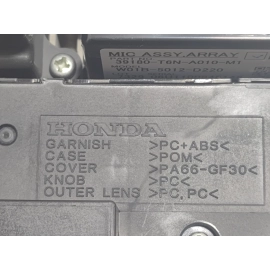 MIC ASSY, ARRAY
39180-T6N-A010-M1
HONDA
GARNISH >PC+ABS<
CASE >POM<
COVER >PA66-GF30<
KNOB >PC<
OUTER LENS >PC, PC<